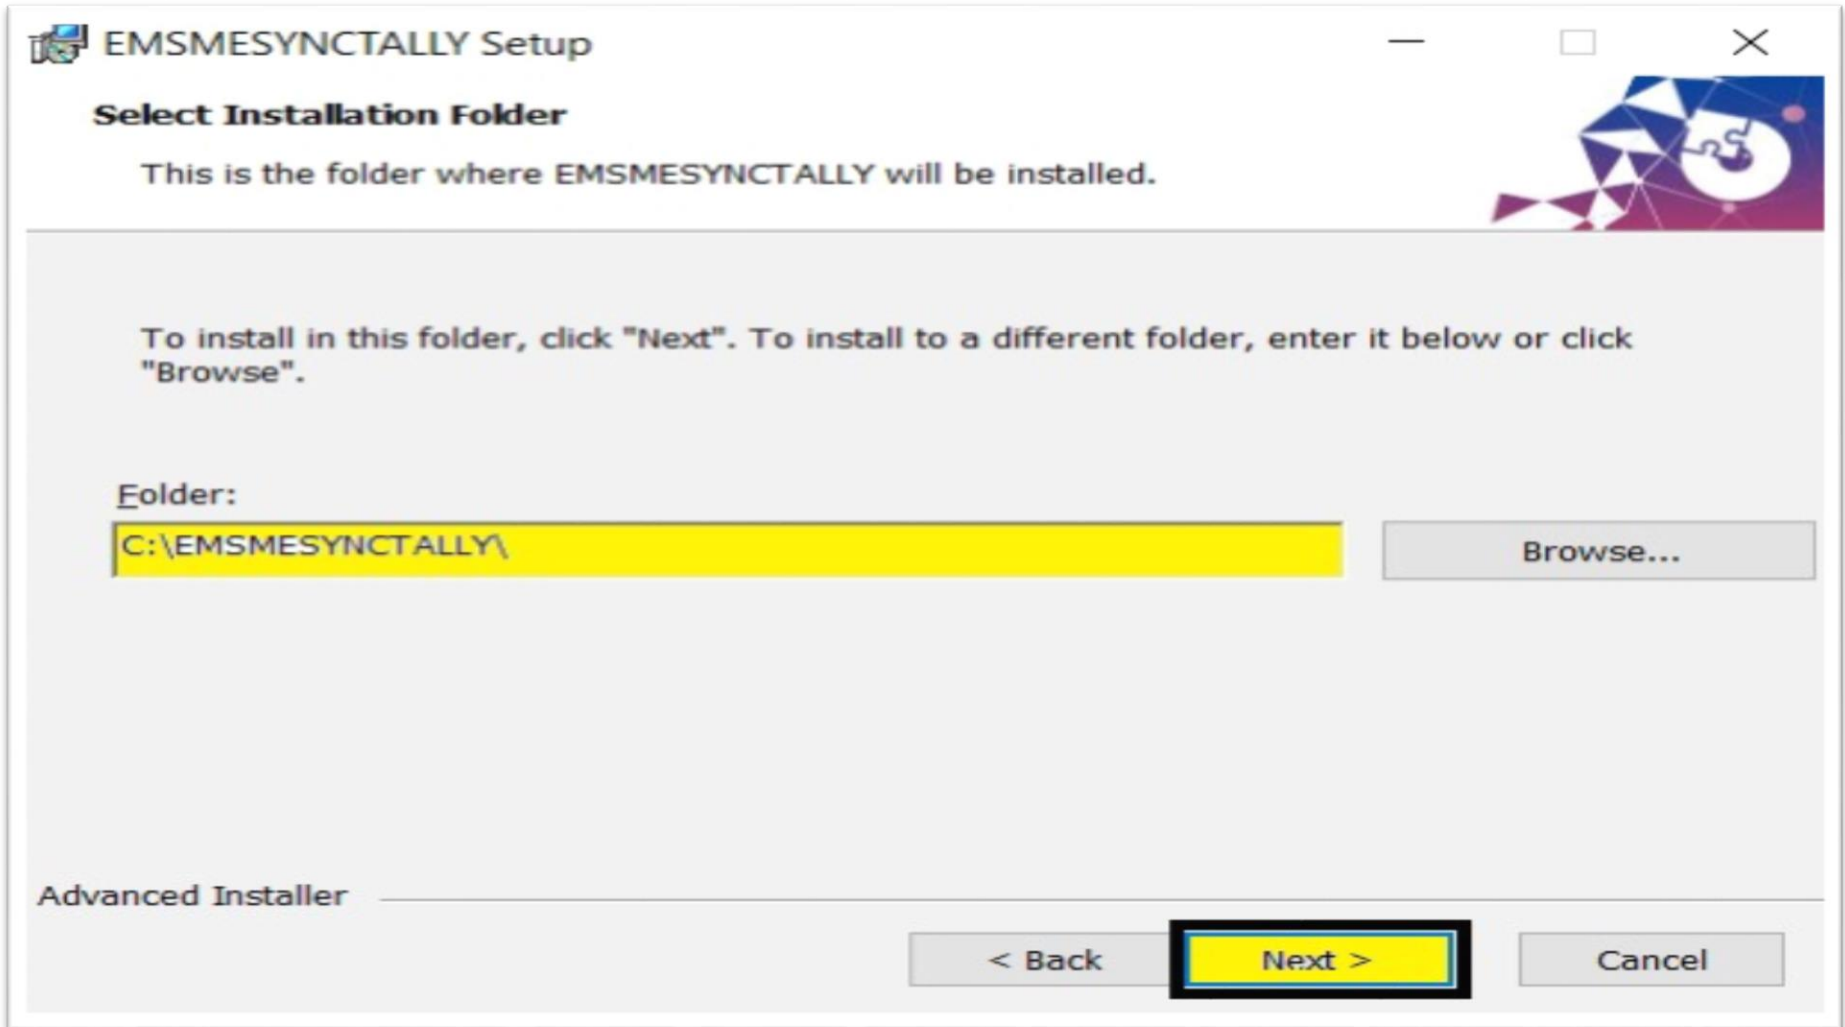 EMSMESYNCTALLY Setup
Select Installation Folder
This is the folder where EMSMESYNCTALLY will be installed.
To install in this folder, click "Next". To install to a different folder, enter it below or click
"Browse".
Folder:
C:\EMSMESYNCTALLY\
Browse...
Advanced Installer
< Back
Next >
Cancel